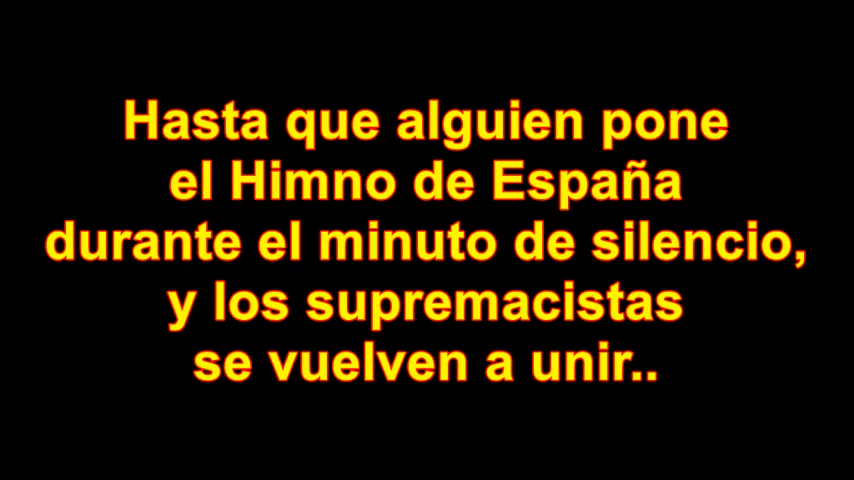 Hasta que alguien pone
el Himno de España
durante el minuto de silencio,
y los supremacistas
se vuelven a unir..